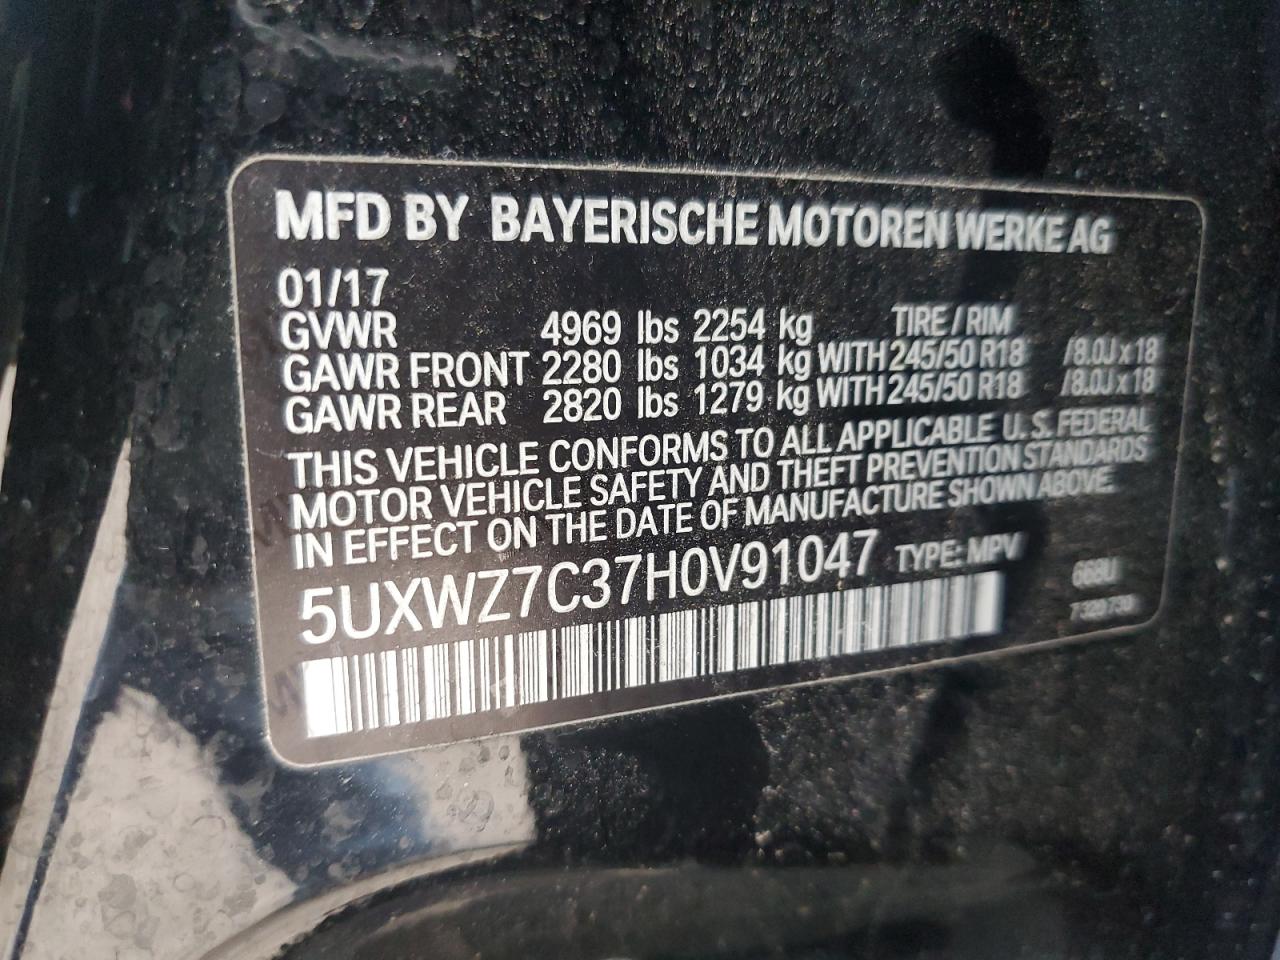 MFD BY BAYERISCHE MOTOREN WERKE AG
01/17
GVWR 4969 lbs 2254 kg TIRE / RIM
GAWR FRONT 2280 lbs 1034 kg WITH 245/50 R18 /8.0J x 18
GAWR REAR 2820 lbs 1279 kg WITH 245/50 R18 /8.0J x 18
THIS VEHICLE CONFORMS TO ALL APPLICABLE U.S. FEDERAL
MOTOR VEHICLE SAFETY AND THEFT PREVENTION STANDARDS
IN EFFECT ON THE DATE OF MANUFACTURE SHOWN ABOVE.
5UXWZ7C37H0V91047 TYPE: MPV 668U
7320730